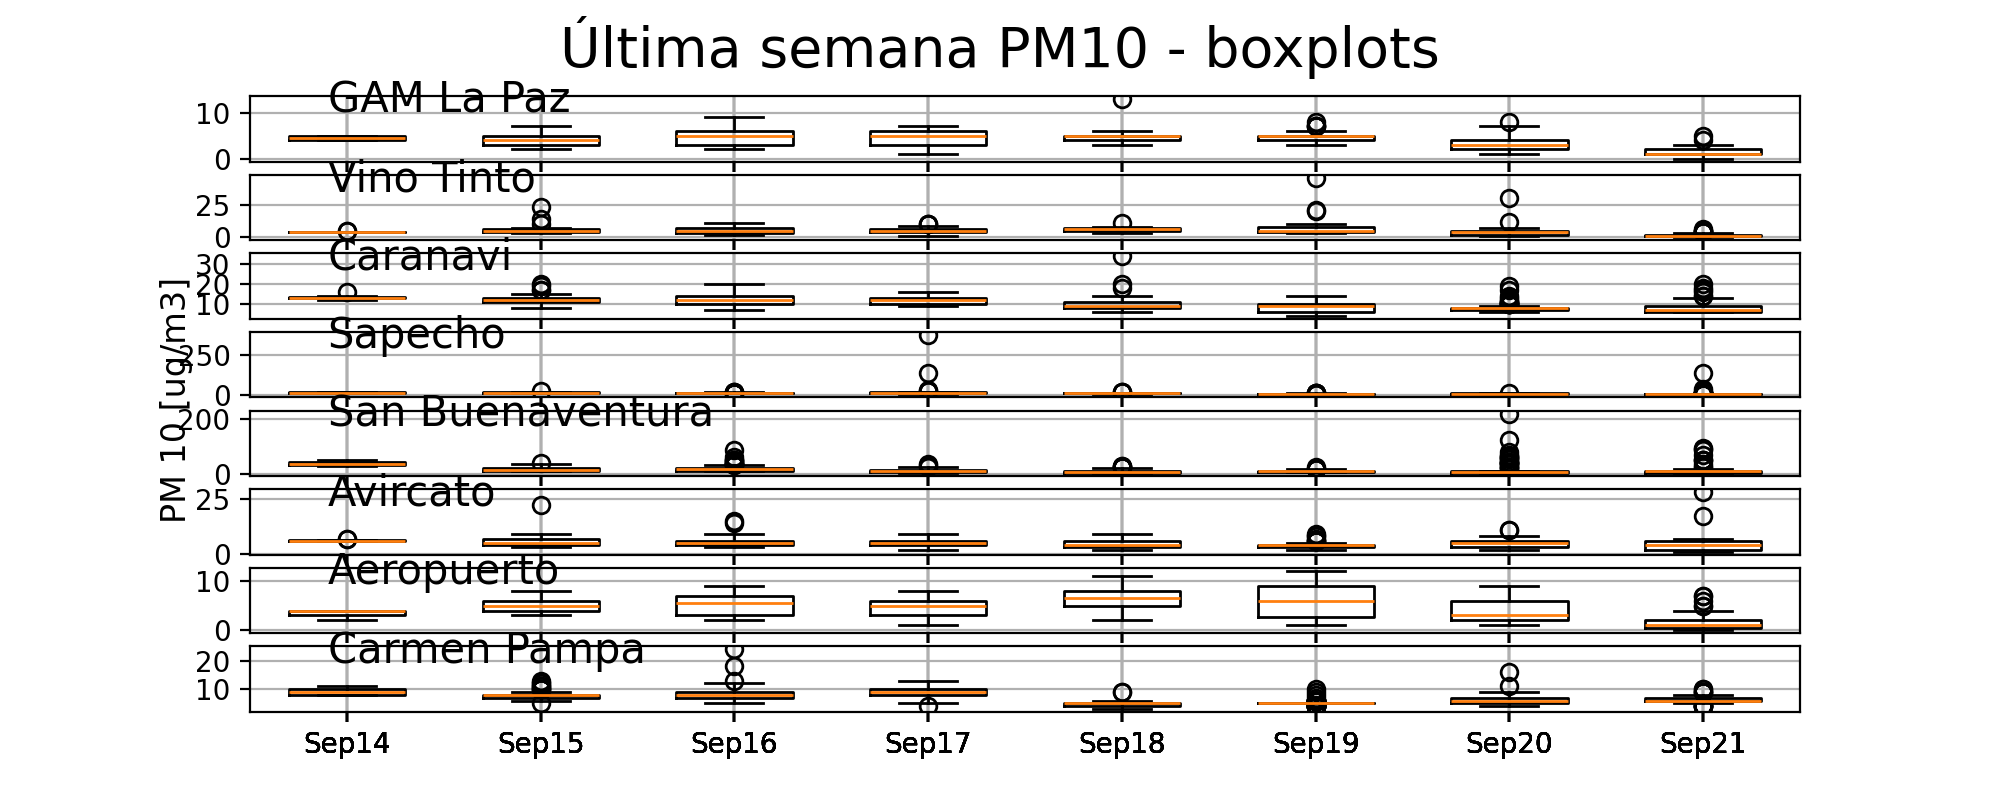 Última semana PM10 - boxplots
PM 10 [ug/m3]
GAM La Paz
10
0
Vino Tinto
25
0
Caranavi
30
20
10
Sapecho
250
0
San Buenaventura
200
0
Avircato
25
0
Aeropuerto
10
0
Carmen Pampa
20
10
Sep14 Sep15 Sep16 Sep17 Sep18 Sep19 Sep20 Sep21